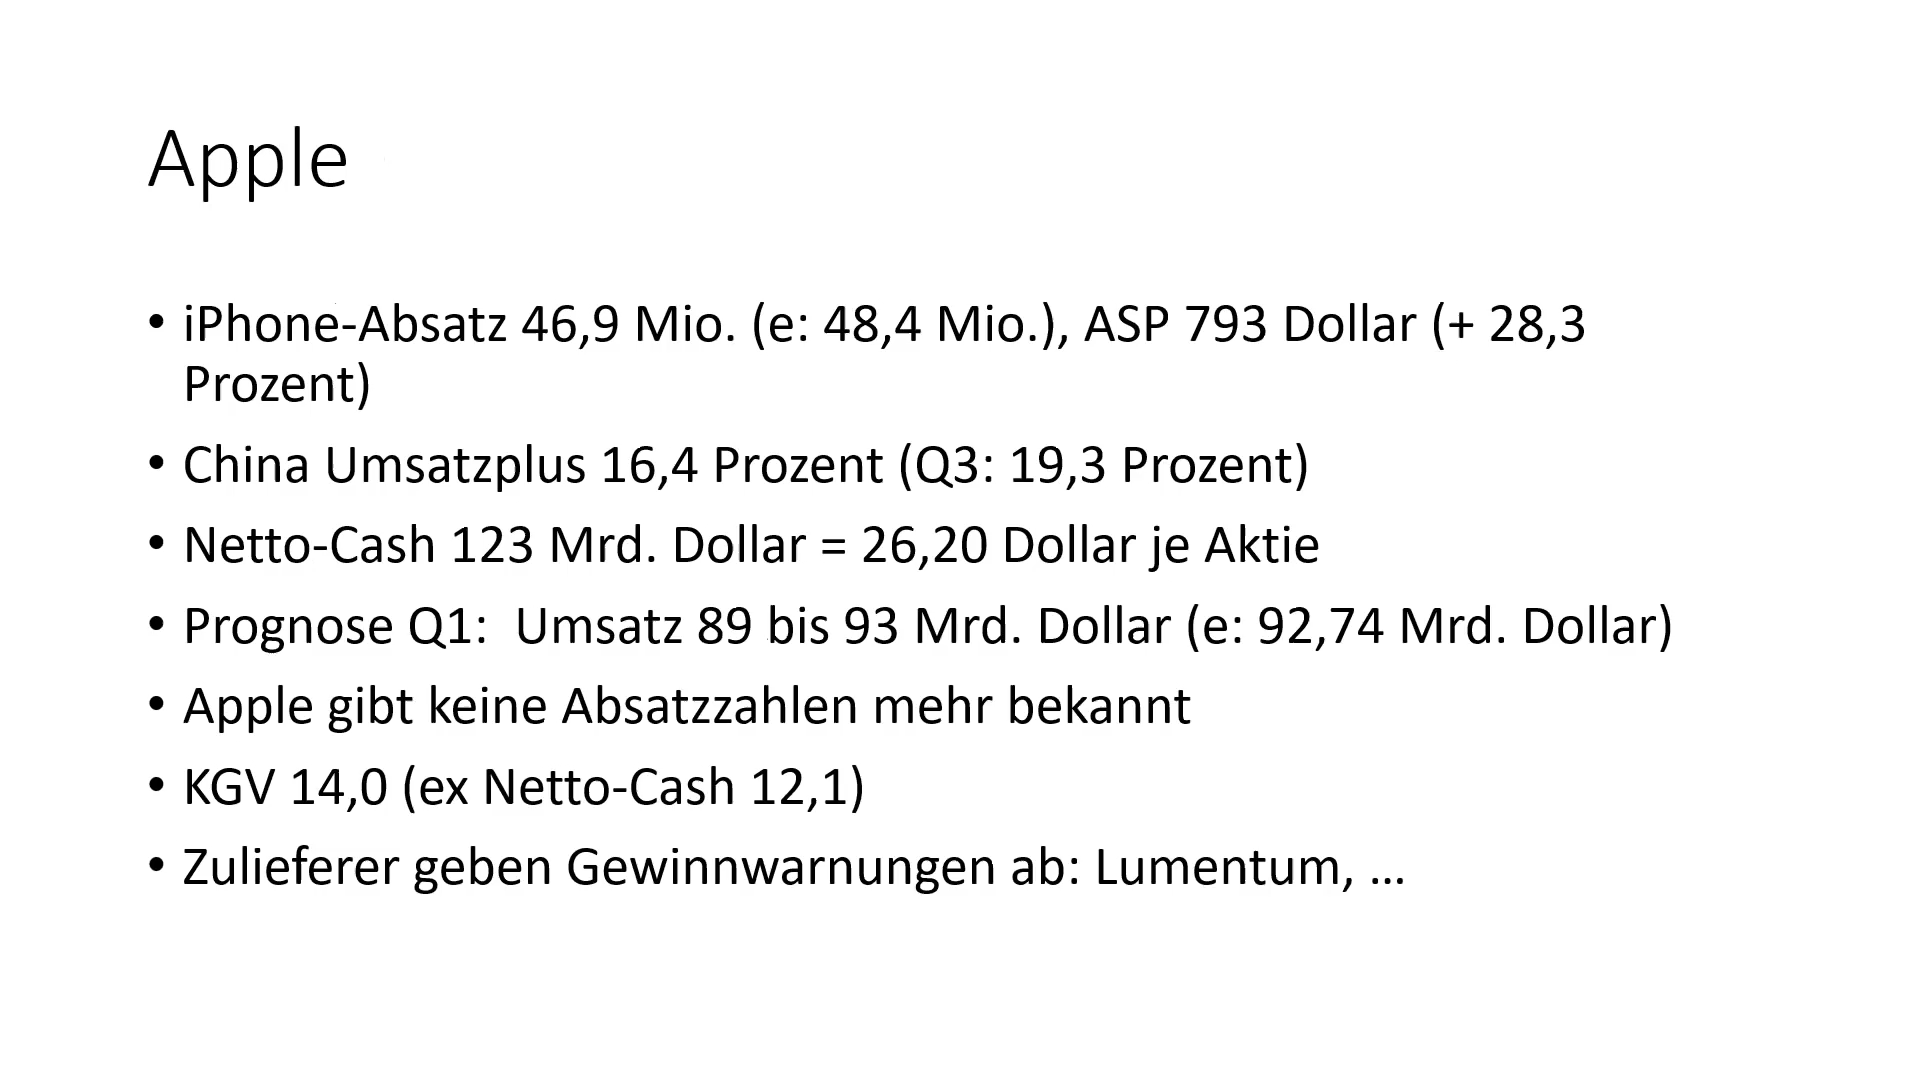 Apple
• iPhone-Absatz 46,9 Mio. (e: 48,4 Mio.), ASP 793 Dollar (+ 28,3
Prozent)
• China Umsatzplus 16,4 Prozent (Q3: 19,3 Prozent)
• Netto-Cash 123 Mrd. Dollar = 26,20 Dollar je Aktie
• Prognose Q1:  Umsatz 89 bis 93 Mrd. Dollar (e: 92,74 Mrd. Dollar)
• Apple gibt keine Absatzzahlen mehr bekannt
• KGV 14,0 (ex Netto-Cash 12,1)
• Zulieferer geben Gewinnwarnungen ab: Lumentum, …